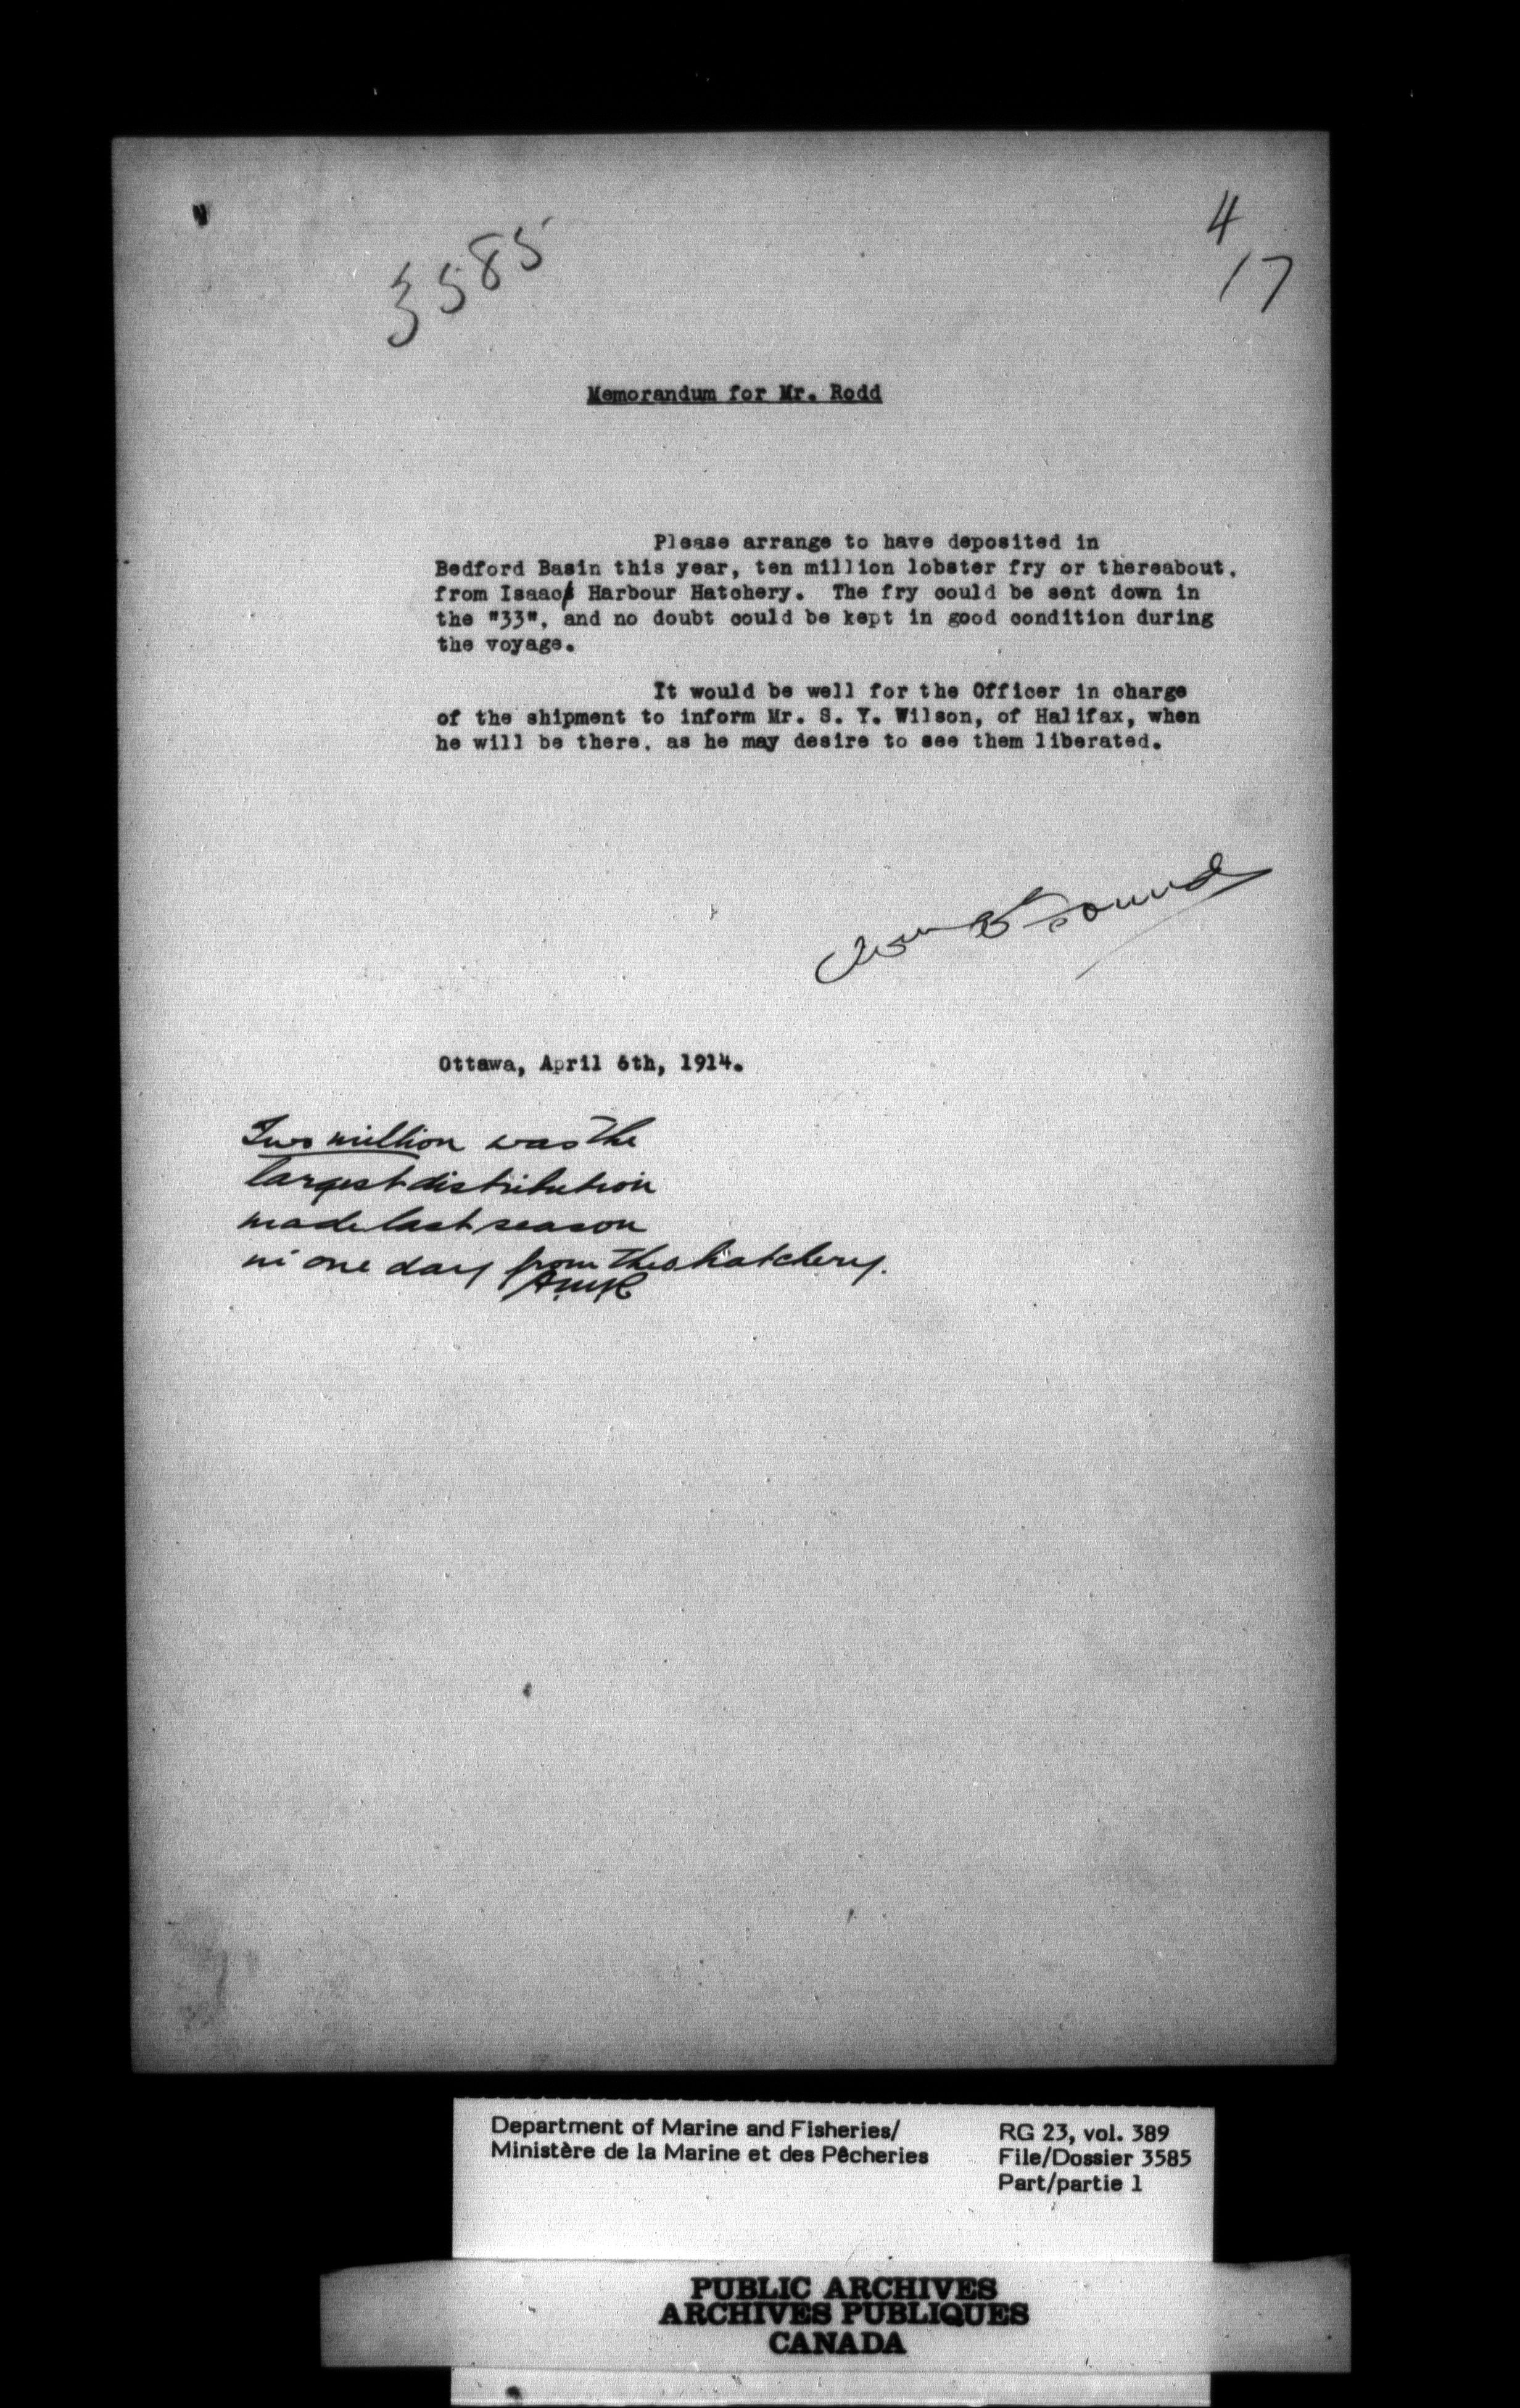 3585
4
17
Memorandum for Mr. Rodd
Please arrange to have deposited in
Bedford Basin this year, ten million lobster fry or thereabout,
from Isaacs Harbour Hatchery. The fry could be sent down in
the "33", and no doubt could be kept in good condition during
the voyage.
It would be well for the Officer in charge
of the shipment to inform Mr. S. Y. Wilson, of Halifax, when
he will be there, as he may desire to see them liberated.
Ottawa, April 6th, 1914.
Two million was the
largest distribution
made last season
in one day from this hatchery.
Department of Marine and Fisheries/
Ministère de la Marine et des Pêcheries
RG 23, vol. 389
File/Dossier 3585
Part/partie 1
PUBLIC ARCHIVES
ARCHIVES PUBLIQUES
CANADA